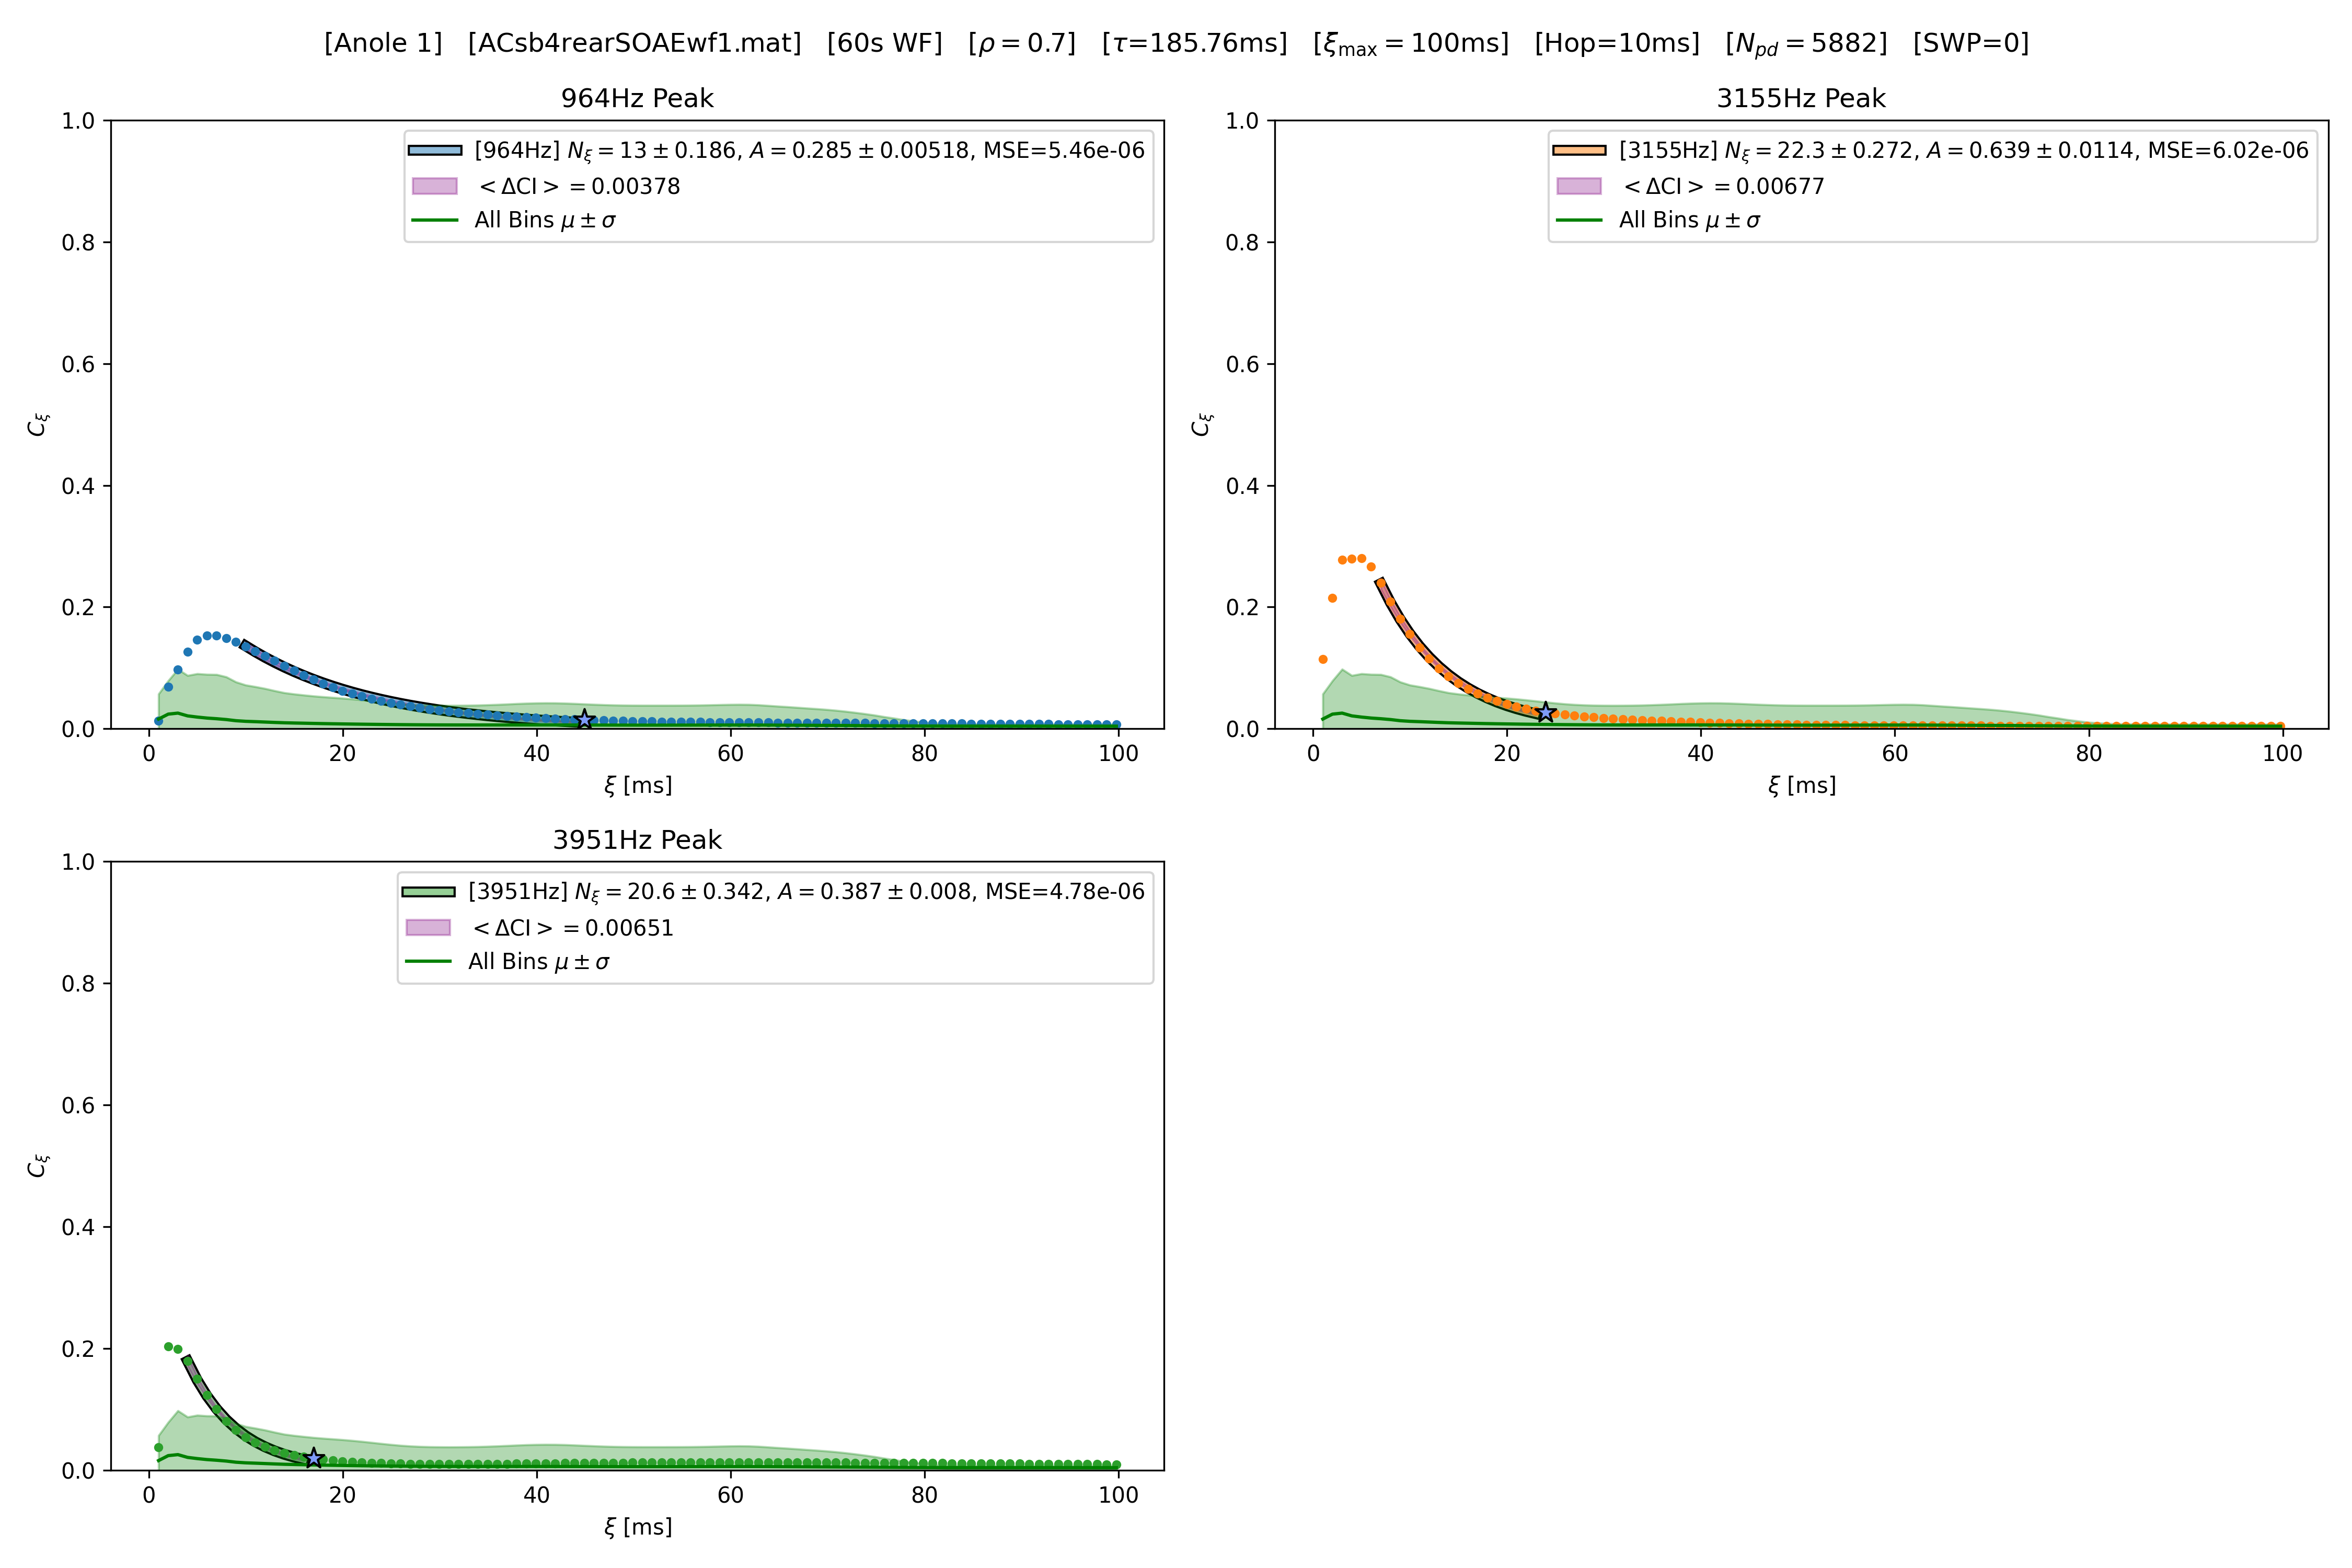 [Anole 1] [ACsb4rearSOAEwf1.mat] [60s WF] [ρ = 0.7] [τ=185.76ms] [ξmax = 100ms] [Hop=10ms] [Npd = 5882] [SWP=0]
964Hz Peak
1.0
0.8
0.6
0.4
0.2
0.0
Cξ
[964Hz] Nξ = 13 ± 0.186, A = 0.285 ± 0.00518, MSE=5.46e-06
< ΔCI > = 0.00378
All Bins μ ± σ
0 20 40 60 80 100
ξ [ms]
3155Hz Peak
1.0
0.8
0.6
0.4
0.2
0.0
Cξ
[3155Hz] Nξ = 22.3 ± 0.272, A = 0.639 ± 0.0114, MSE=6.02e-06
< ΔCI > = 0.00677
All Bins μ ± σ
0 20 40 60 80 100
ξ [ms]
3951Hz Peak
1.0
0.8
0.6
0.4
0.2
0.0
Cξ
[3951Hz] Nξ = 20.6 ± 0.342, A = 0.387 ± 0.008, MSE=4.78e-06
< ΔCI > = 0.00651
All Bins μ ± σ
0 20 40 60 80 100
ξ [ms]